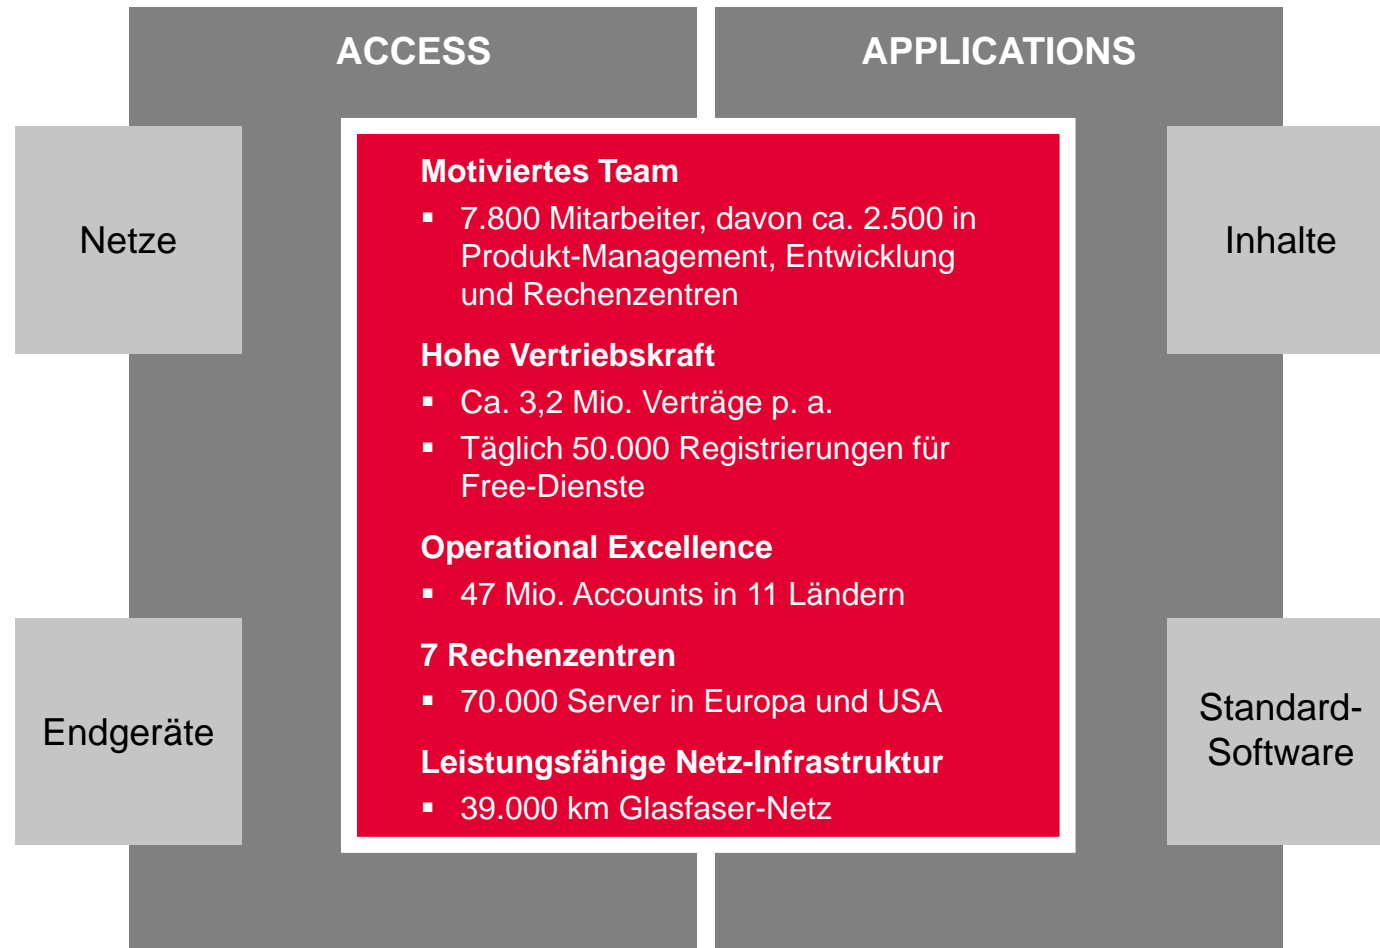 ACCESS
APPLICATIONS
Netze
Endgeräte
Motiviertes Team
▪ 7.800 Mitarbeiter, davon ca. 2.500 in
Produkt-Management, Entwicklung
und Rechenzentren
Hohe Vertriebskraft
▪ Ca. 3,2 Mio. Verträge p. a.
▪ Täglich 50.000 Registrierungen für
Free-Dienste
Operational Excellence
▪ 47 Mio. Accounts in 11 Ländern
7 Rechenzentren
▪ 70.000 Server in Europa und USA
Leistungsfähige Netz-Infrastruktur
▪ 39.000 km Glasfaser-Netz
Inhalte
Standard-
Software